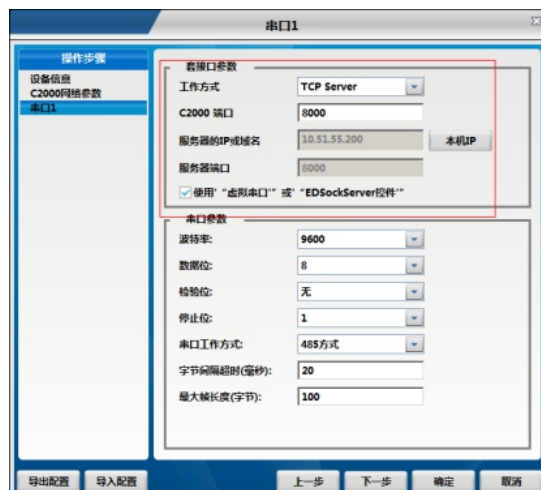 串口1
操作步骤
设备信息
C2000网络参数
串口1
套接口参数
工作方式 TCP Server
C2000 端口 8000
服务器的IP或域名 10.51.55.200 本机IP
服务器端口 8000
使用' "虚拟串口'" 或' "EDSockServer控件'"
串口参数
波特率: 9600
数据位: 8
检验位: 无
停止位: 1
串口工作方式: 485方式
字节间隔超时(毫秒): 20
最大帧长度(字节): 100
导出配置 导入配置 上一步 下一步 确定 取消